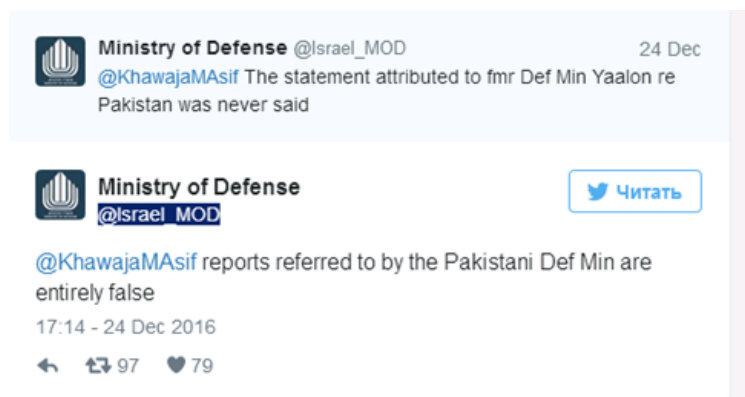 Ministry of Defense @Israel_MOD 24 Dec
@KhawajaMAsif The statement attributed to fmr Def Min Yaalon re
Pakistan was never said
Ministry of Defense
@Israel_MOD
Читать
@KhawajaMAsif reports referred to by the Pakistani Def Min are
entirely false
17:14 - 24 Dec 2016
97 79